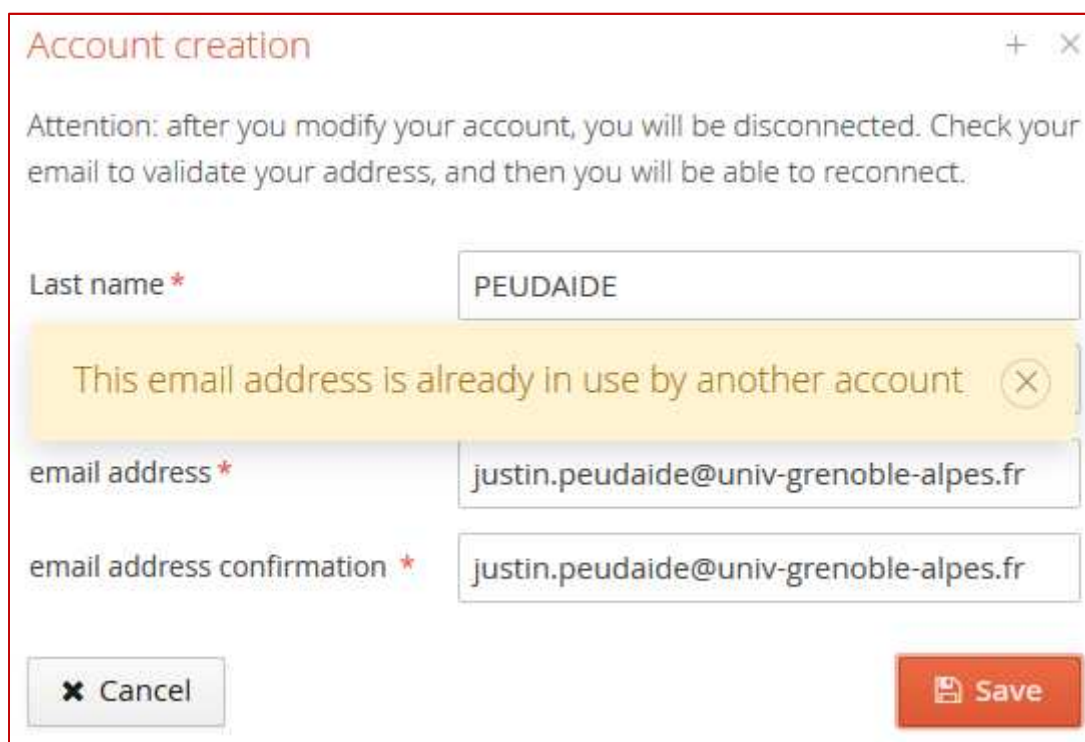 Account creation
Attention: after you modify your account, you will be disconnected. Check your
email to validate your address, and then you will be able to reconnect.
Last name * PEUDAIDE
This email address is already in use by another account
email address * justin.peudaide@univ-grenoble-alpes.fr
email address confirmation * justin.peudaide@univ-grenoble-alpes.fr
Cancel Save